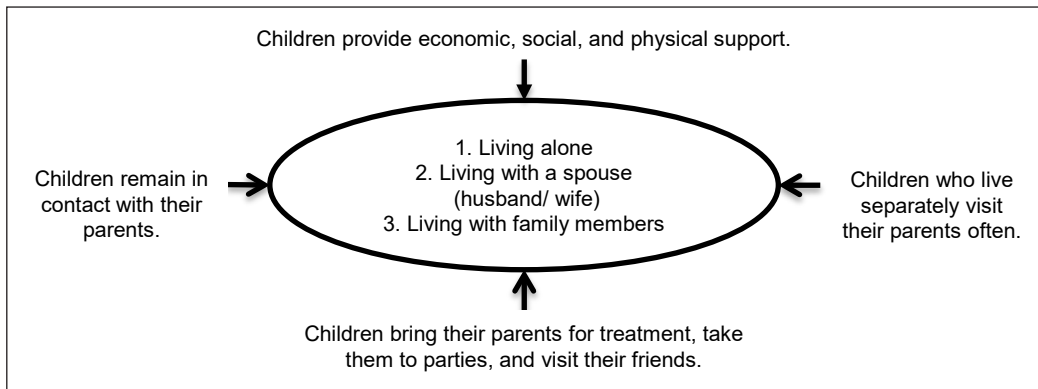 Children provide economic, social, and physical support.
1. Living alone
2. Living with a spouse
(husband/ wife)
3. Living with family members
Children remain in
contact with their
parents.
Children who live
separately visit
their parents often.
Children bring their parents for treatment, take
them to parties, and visit their friends.